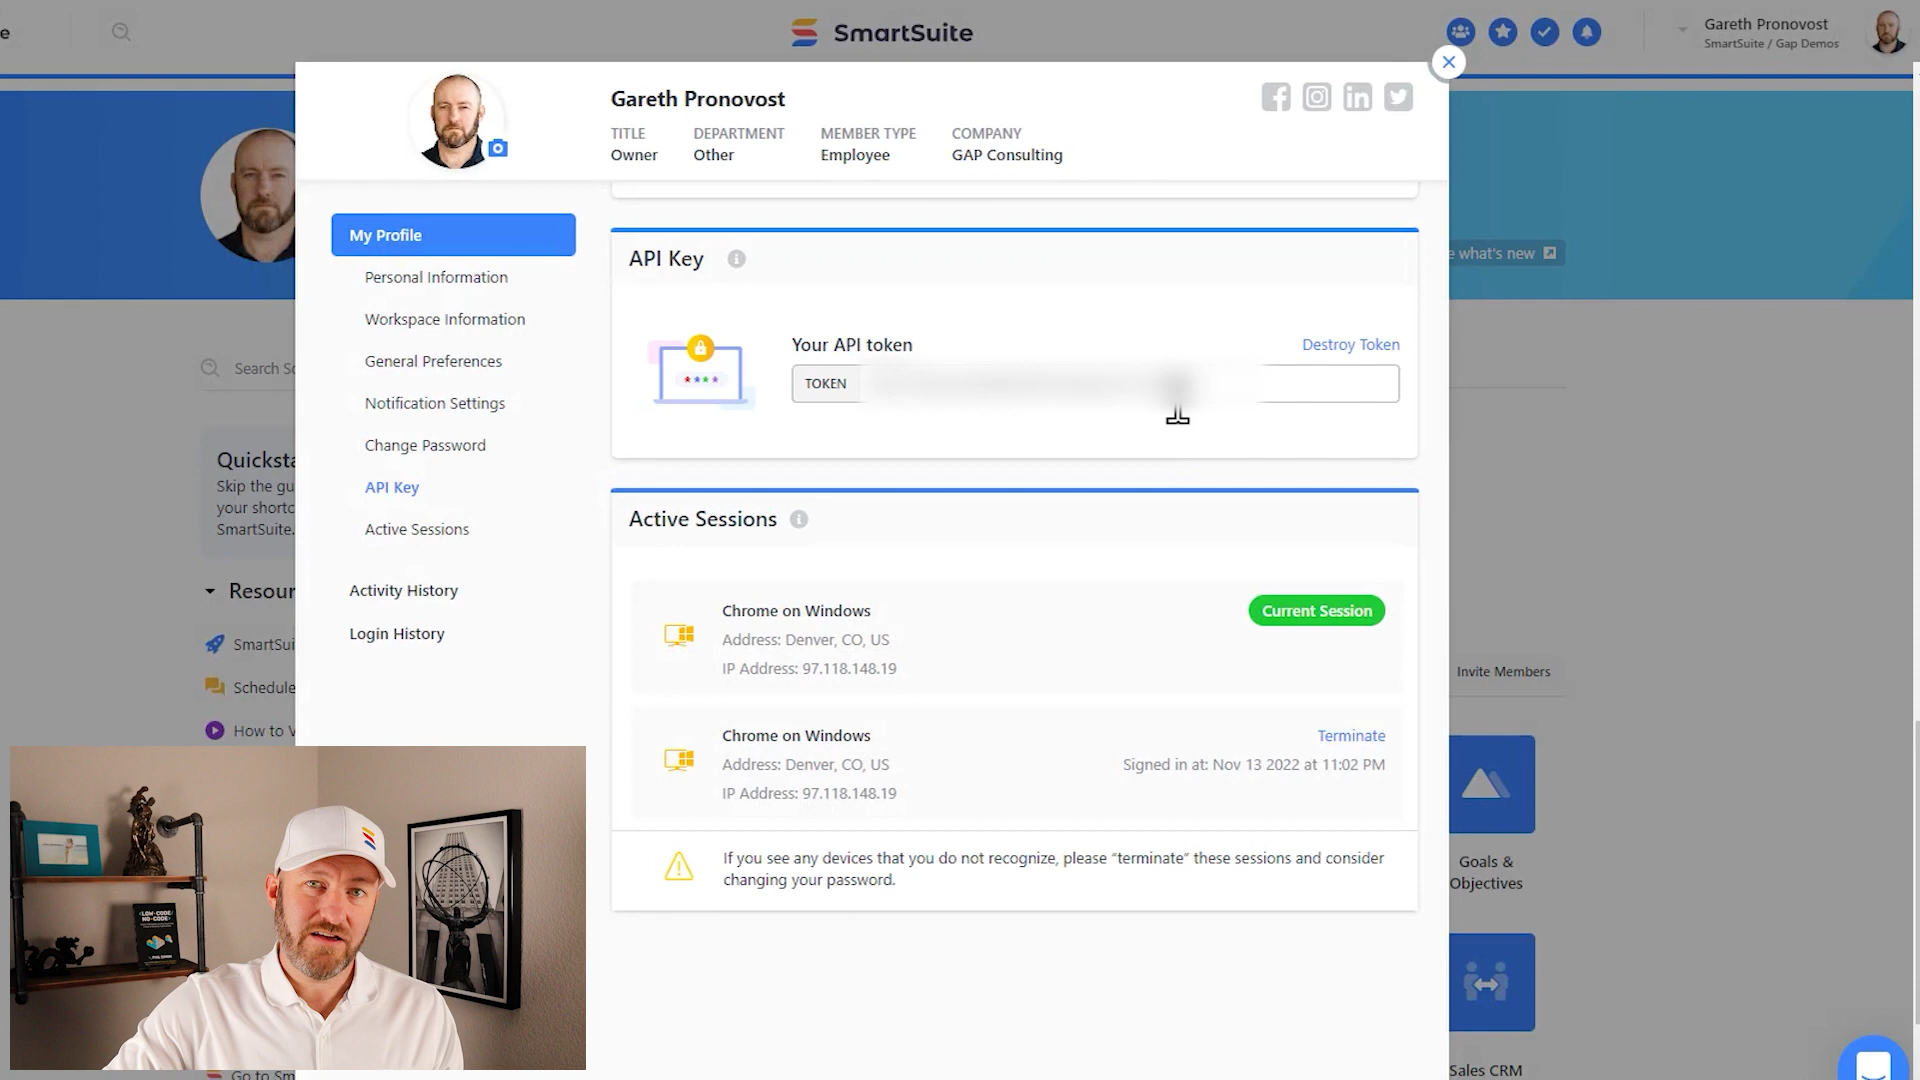 e
SmartSuite
Gareth Pronovost
SmartSuite / Gap Demos
Gareth Pronovost
TITLE DEPARTMENT MEMBER TYPE COMPANY
Owner Other Employee GAP Consulting
My Profile
Personal Information
Workspace Information
General Preferences
Notification Settings
Change Password
API Key
Active Sessions
Activity History
Login History
API Key
Your API token
Destroy Token
TOKEN
Active Sessions
Chrome on Windows
Current Session
Address: Denver, CO, US
IP Address: 97.118.148.19
Chrome on Windows
Terminate
Address: Denver, CO, US
Signed in at: Nov 13 2022 at 11:02 PM
IP Address: 97.118.148.19
If you see any devices that you do not recognize, please “terminate” these sessions and consider
changing your password.
e what's new
Search So
Quicksta
Skip the gu
your shortc
SmartSuite.
Resour
SmartSui
Schedule
How to V
Go to Sm
Invite Members
Goals &
Objectives
Sales CRM
LOW-CODE/
NO-CODE